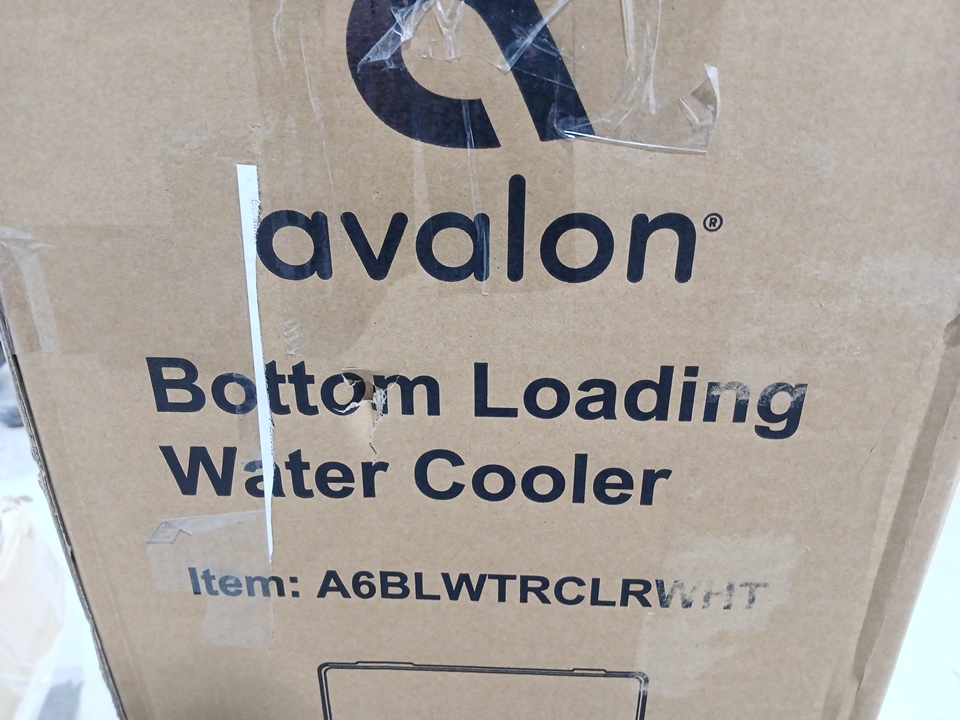 avalon®
Bottom Loading
Water Cooler
Item: A6BLWTRCLRWHT